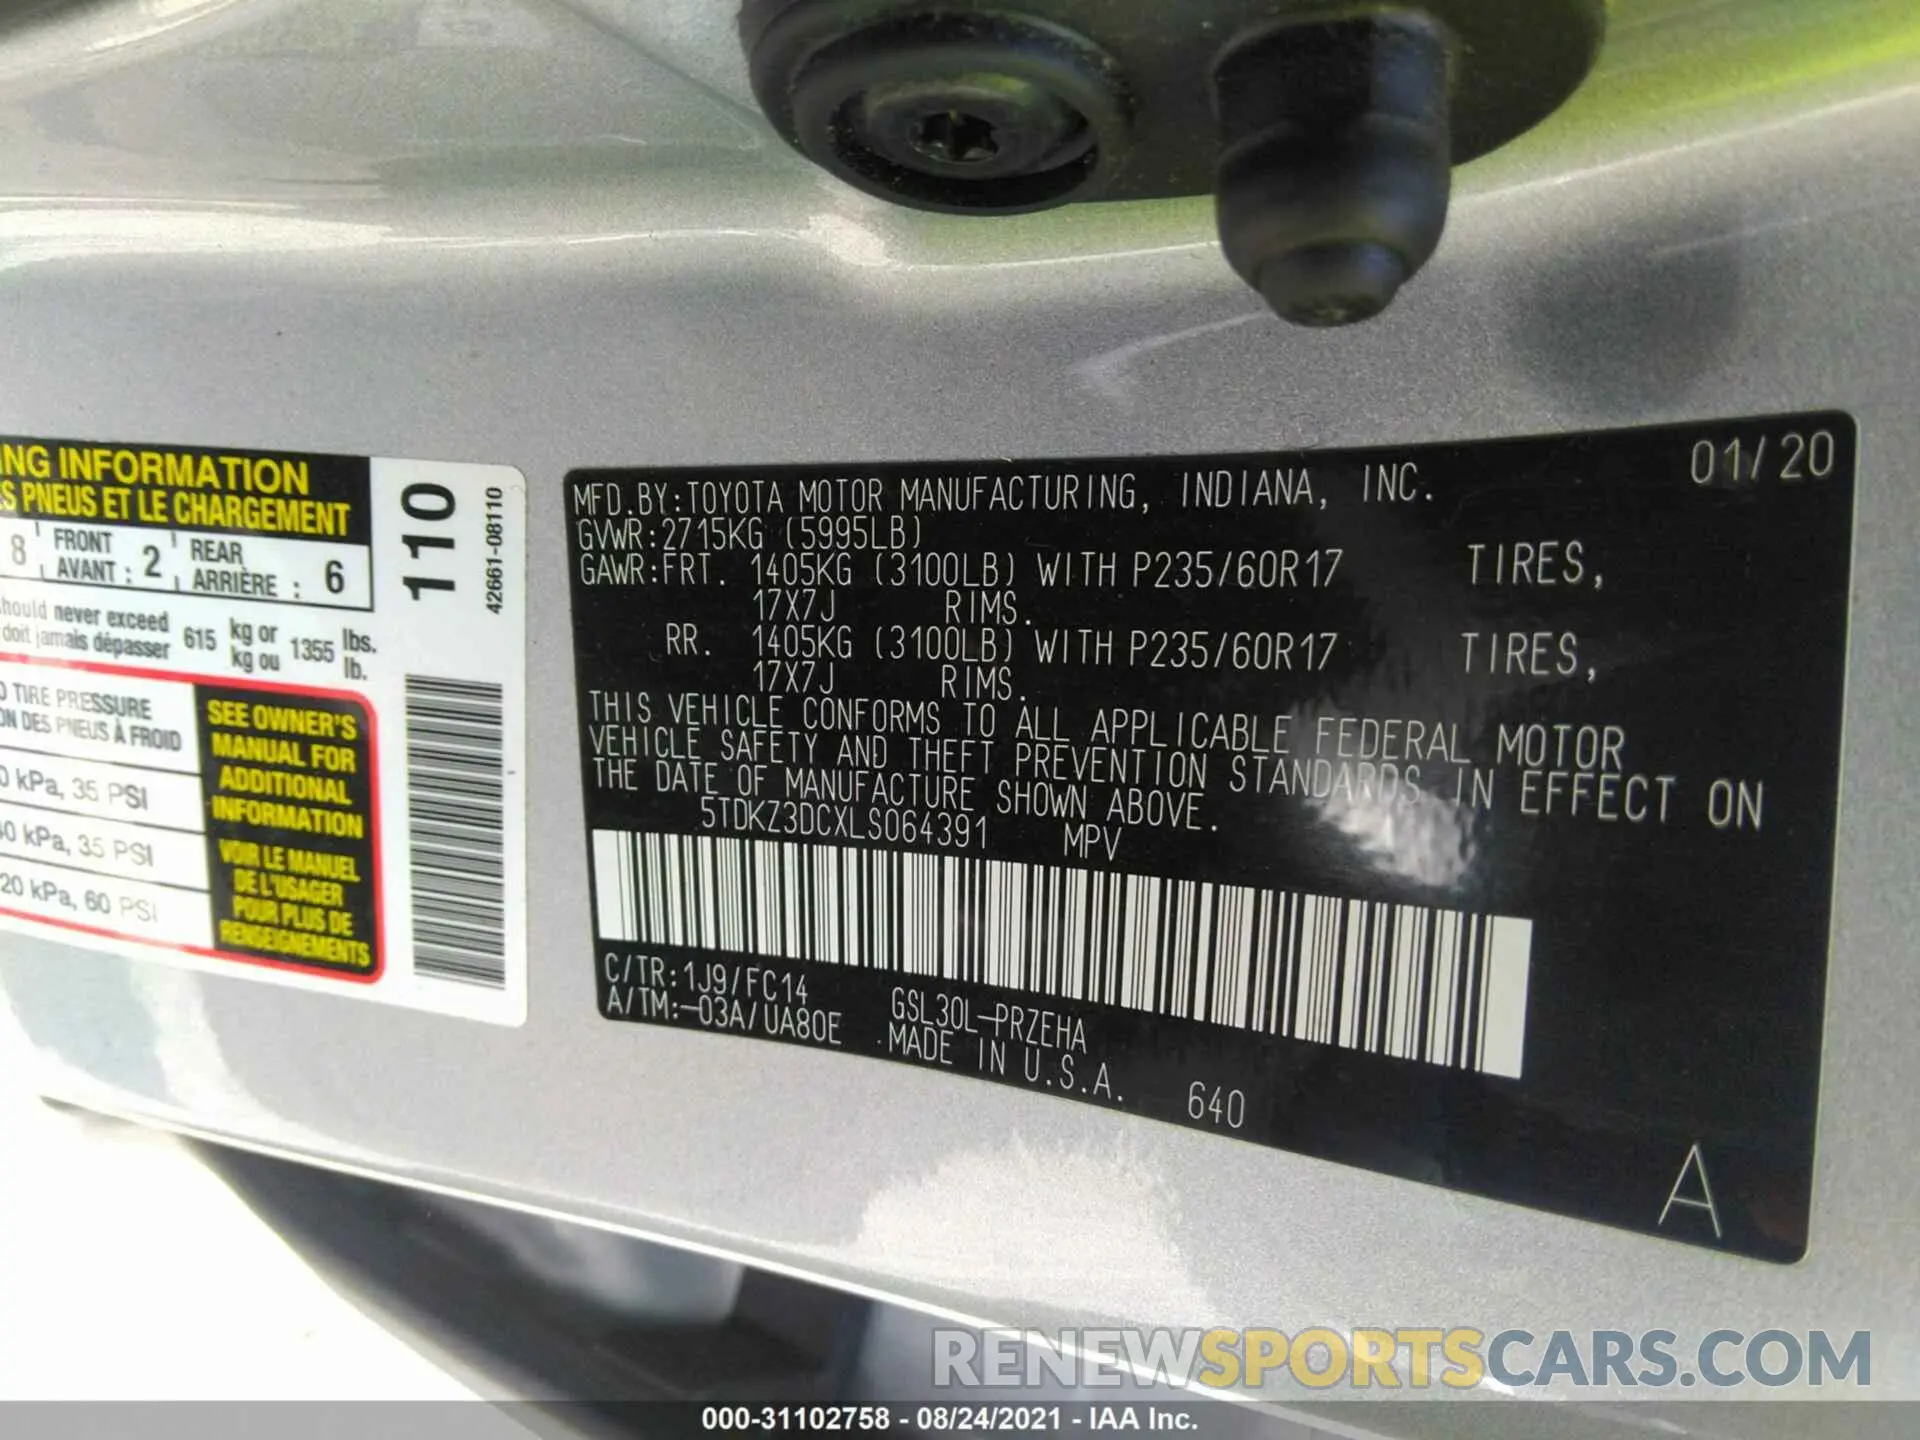 ING INFORMATION
S PNEUS ET LE CHARGEMENT
8 FRONT AVANT : 2 REAR ARRIÈRE : 6
should never exceed 615 kg or 1355 lbs.
doit jamais dépasser kg ou lb.
TIRE PRESSURE
DES PNEUS À FROID
0 kPa, 35 PSI
40 kPa, 35 PSI
20 kPa, 60 PSI
SEE OWNER'S
MANUAL FOR
ADDITIONAL
INFORMATION
VOIR LE MANUEL
DE L'USAGER
POUR PLUS DE
RENSEIGNEMENTS
110
42661-08110
01/20
MFD.BY:TOYOTA MOTOR MANUFACTURING, INDIANA, INC.
GVWR:2715KG (5995LB)
GAWR:FRT. 1405KG (3100LB) WITH P235/60R17 TIRES,
17X7J RIMS.
RR. 1405KG (3100LB) WITH P235/60R17 TIRES,
17X7J RIMS.
THIS VEHICLE CONFORMS TO ALL APPLICABLE FEDERAL MOTOR
VEHICLE SAFETY AND THEFT PREVENTION STANDARDS IN EFFECT ON
THE DATE OF MANUFACTURE SHOWN ABOVE.
5TDKZ3DCXLS064391 MPV
C/TR:1J9/FC14 GSL30L-PRZEHA
A/TM:-03A/UA80E MADE IN U.S.A. 640
A
RENEWSPORTSCARS.COM
000-31102758 - 08/24/2021 - IAA Inc.